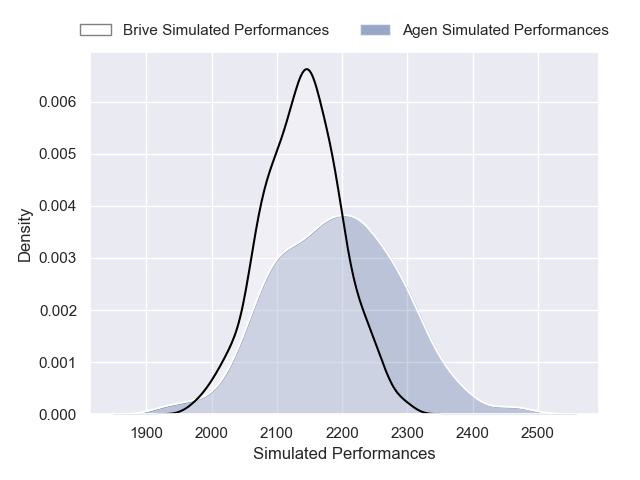 Brive Simulated Performances
Agen Simulated Performances
0.006
0.005
0.004
0.003
0.002
0.001
0.000
Density
1900 2000 2100 2200 2300 2400 2500
Simulated Performances